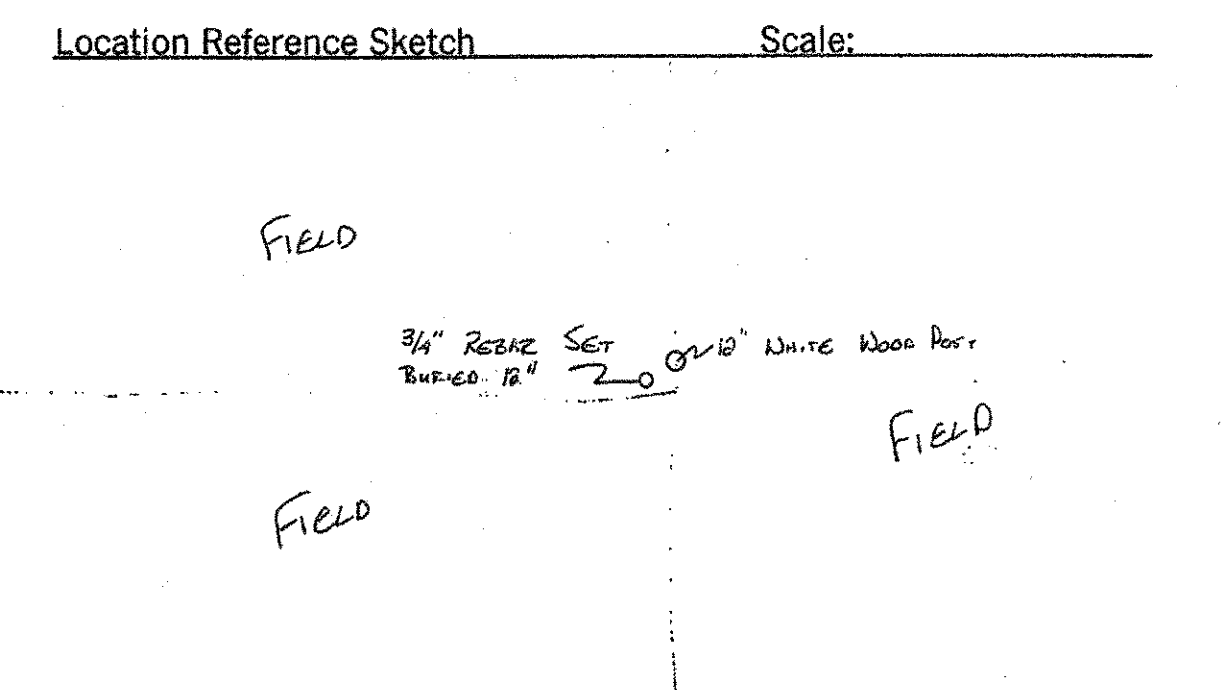 Location Reference Sketch Scale:
FIELD
3/4" REBAR SET
BURIED 12"
12" WHITE WOOD POST
FIELD
FIELD